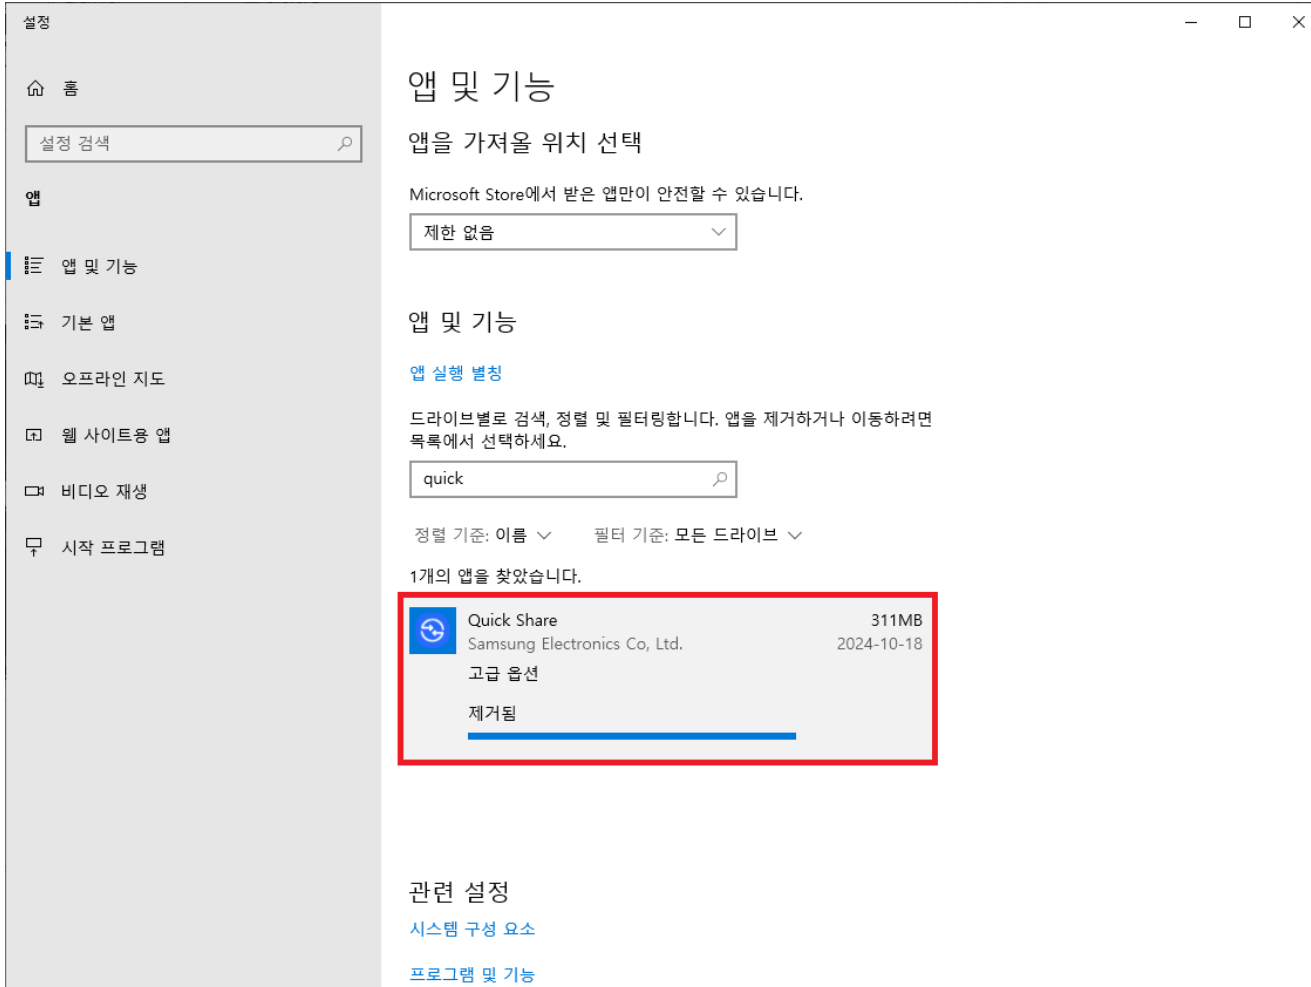 설정
홈
설정 검색
앱
앱 및 기능
기본 앱
오프라인 지도
웹 사이트용 앱
비디오 재생
시작 프로그램
앱 및 기능
앱을 가져올 위치 선택
Microsoft Store에서 받은 앱만이 안전할 수 있습니다.
제한 없음
앱 및 기능
앱 실행 별칭
드라이브별로 검색, 정렬 및 필터링합니다. 앱을 제거하거나 이동하려면
목록에서 선택하세요.
quick
정렬 기준: 이름 필터 기준: 모든 드라이브
1개의 앱을 찾았습니다.
Quick Share 311MB
Samsung Electronics Co, Ltd. 2024-10-18
고급 옵션
제거됨
관련 설정
시스템 구성 요소
프로그램 및 기능